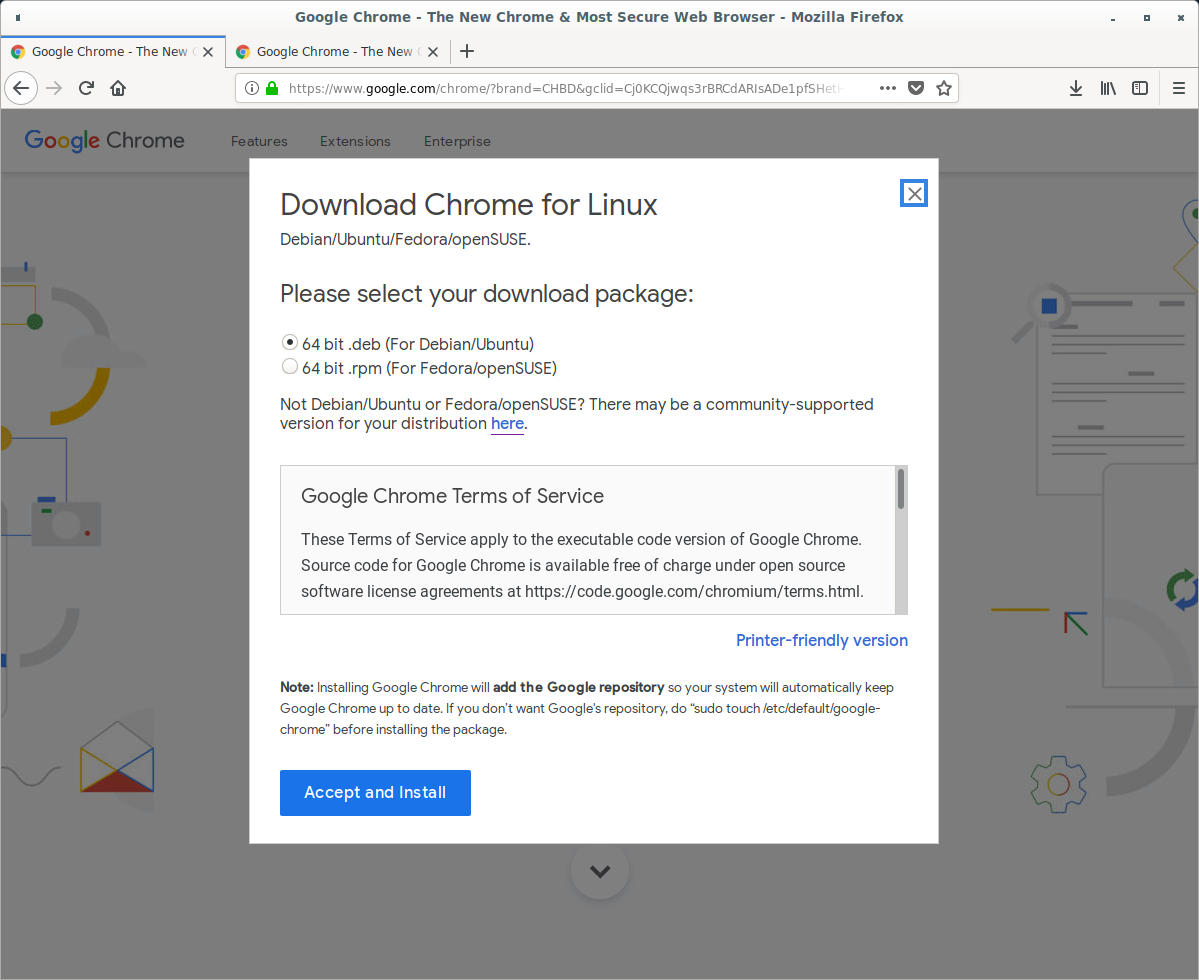 Google Chrome - The New Chrome & Most Secure Web Browser - Mozilla Firefox
Google Chrome - The New
Google Chrome - The New
https://www.google.com/chrome/?brand=CHBD&gclid=Cj0KCQjwqs3rBRCdARIsADe1pfSHet
Google Chrome
Features
Extensions
Enterprise
Download Chrome for Linux
Debian/Ubuntu/Fedora/openSUSE.
Please select your download package:
64 bit .deb (For Debian/Ubuntu)
64 bit .rpm (For Fedora/openSUSE)
Not Debian/Ubuntu or Fedora/openSUSE? There may be a community-supported
version for your distribution here.
Google Chrome Terms of Service
These Terms of Service apply to the executable code version of Google Chrome.
Source code for Google Chrome is available free of charge under open source
software license agreements at https://code.google.com/chromium/terms.html.
Printer-friendly version
Note: Installing Google Chrome will add the Google repository so your system will automatically keep
Google Chrome up to date. If you don't want Google's repository, do “sudo touch /etc/default/google-
chrome” before installing the package.
Accept and Install